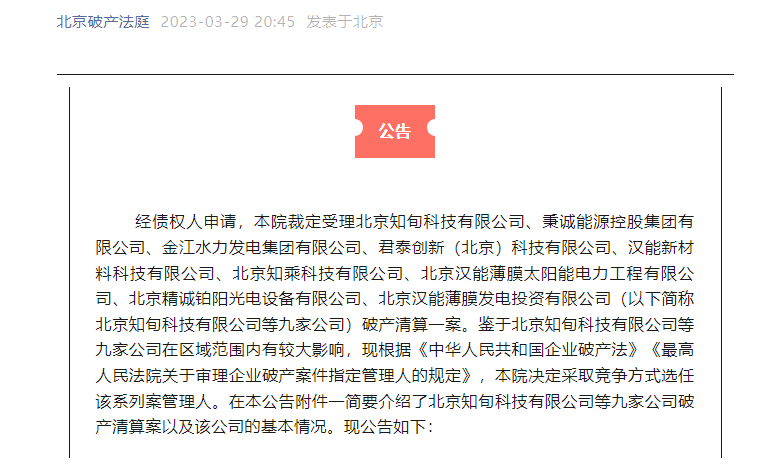 北京破产法庭 2023-03-29 20:45 发表于北京
公告
经债权人申请，本院裁定受理北京知旬科技有限公司、秉诚能源控股集团有
限公司、金江水力发电集团有限公司、君泰创新（北京）科技有限公司、汉能新材
料科技有限公司、北京知乘科技有限公司、北京汉能薄膜太阳能电力工程有限公
司、北京精诚铂阳光电设备有限公司、北京汉能薄膜发电投资有限公司（以下简称
北京知旬科技有限公司等九家公司）破产清算一案。鉴于北京知旬科技有限公司等
九家公司在区域范围内有较大影响，现根据《中华人民共和国企业破产法》《最高
人民法院关于审理企业破产案件指定管理人的规定》，本院决定采取竞争方式选任
该系列案管理人。在本公告附件一简要介绍了北京知旬科技有限公司等九家公司破
产清算案以及该公司的基本情况。现公告如下：